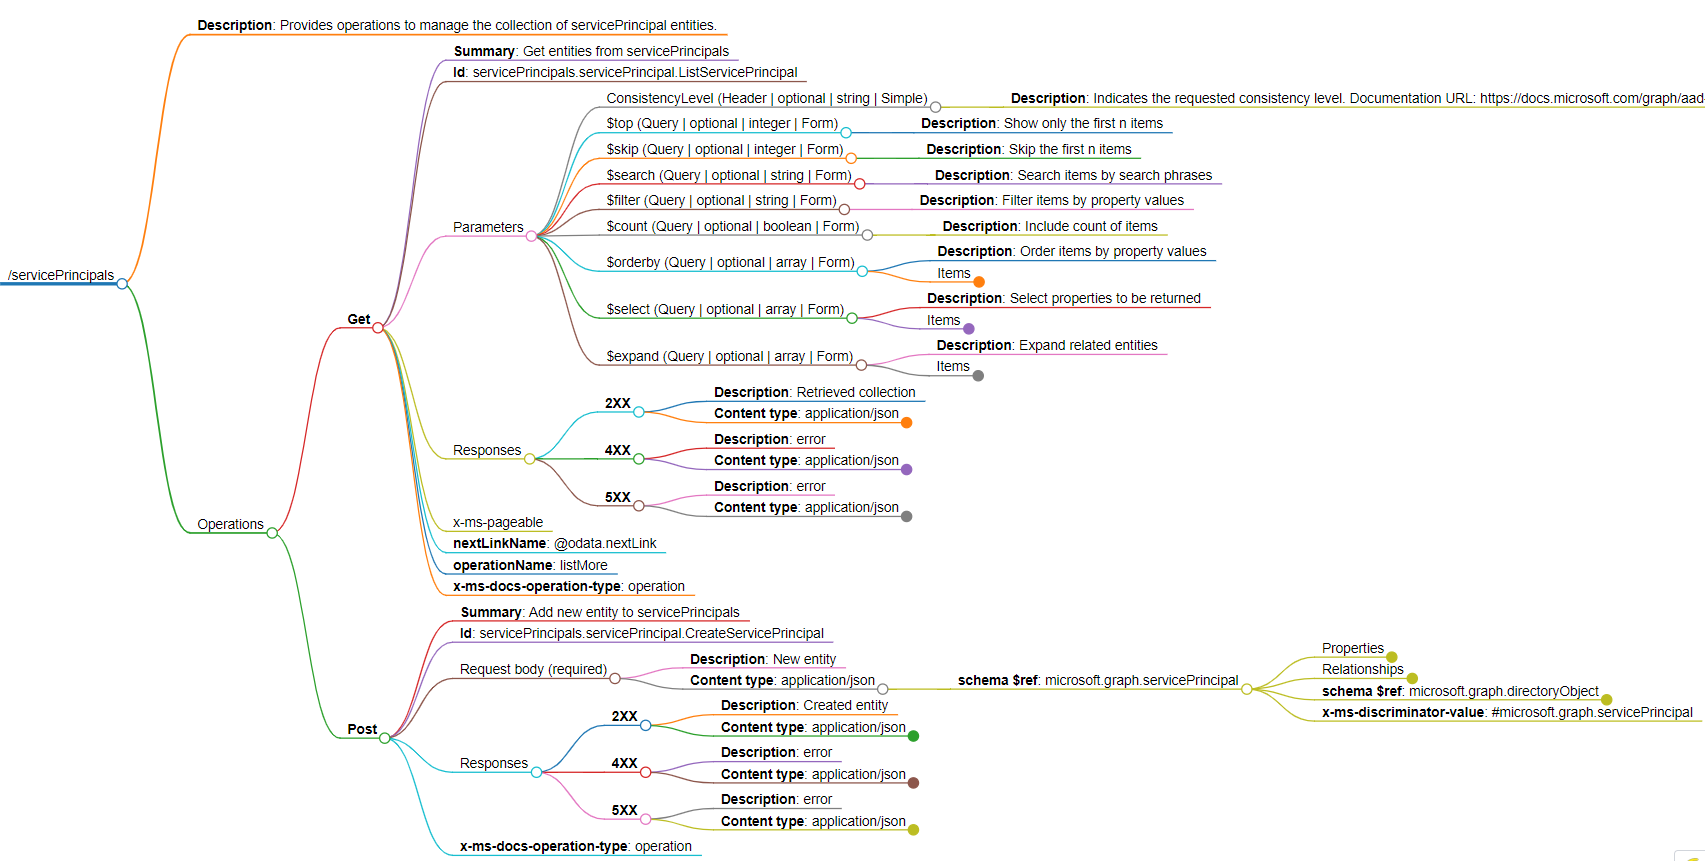 /servicePrincipals
Description: Provides operations to manage the collection of servicePrincipal entities.
Operations
Get
Summary: Get entities from servicePrincipals
Id: servicePrincipals.servicePrincipal.ListServicePrincipal
Parameters
ConsistencyLevel (Header | optional | string | Simple)
Description: Indicates the requested consistency level. Documentation URL: https://docs.microsoft.com/graph/aad
$top (Query | optional | integer | Form)
Description: Show only the first n items
$skip (Query | optional | integer | Form)
Description: Skip the first n items
$search (Query | optional | string | Form)
Description: Search items by search phrases
$filter (Query | optional | string | Form)
Description: Filter items by property values
$count (Query | optional | boolean | Form)
Description: Include count of items
$orderby (Query | optional | array | Form)
Description: Order items by property values
Items
$select (Query | optional | array | Form)
Description: Select properties to be returned
Items
$expand (Query | optional | array | Form)
Description: Expand related entities
Items
Responses
2XX
Description: Retrieved collection
Content type: application/json
4XX
Description: error
Content type: application/json
5XX
Description: error
Content type: application/json
x-ms-pageable
nextLinkName: @odata.nextLink
operationName: listMore
x-ms-docs-operation-type: operation
Post
Summary: Add new entity to servicePrincipals
Id: servicePrincipals.servicePrincipal.CreateServicePrincipal
Request body (required)
Description: New entity
Content type: application/json
schema $ref: microsoft.graph.servicePrincipal
Properties
Relationships
schema $ref: microsoft.graph.directoryObject
x-ms-discriminator-value: #microsoft.graph.servicePrincipal
Responses
2XX
Description: Created entity
Content type: application/json
4XX
Description: error
Content type: application/json
5XX
Description: error
Content type: application/json
x-ms-docs-operation-type: operation